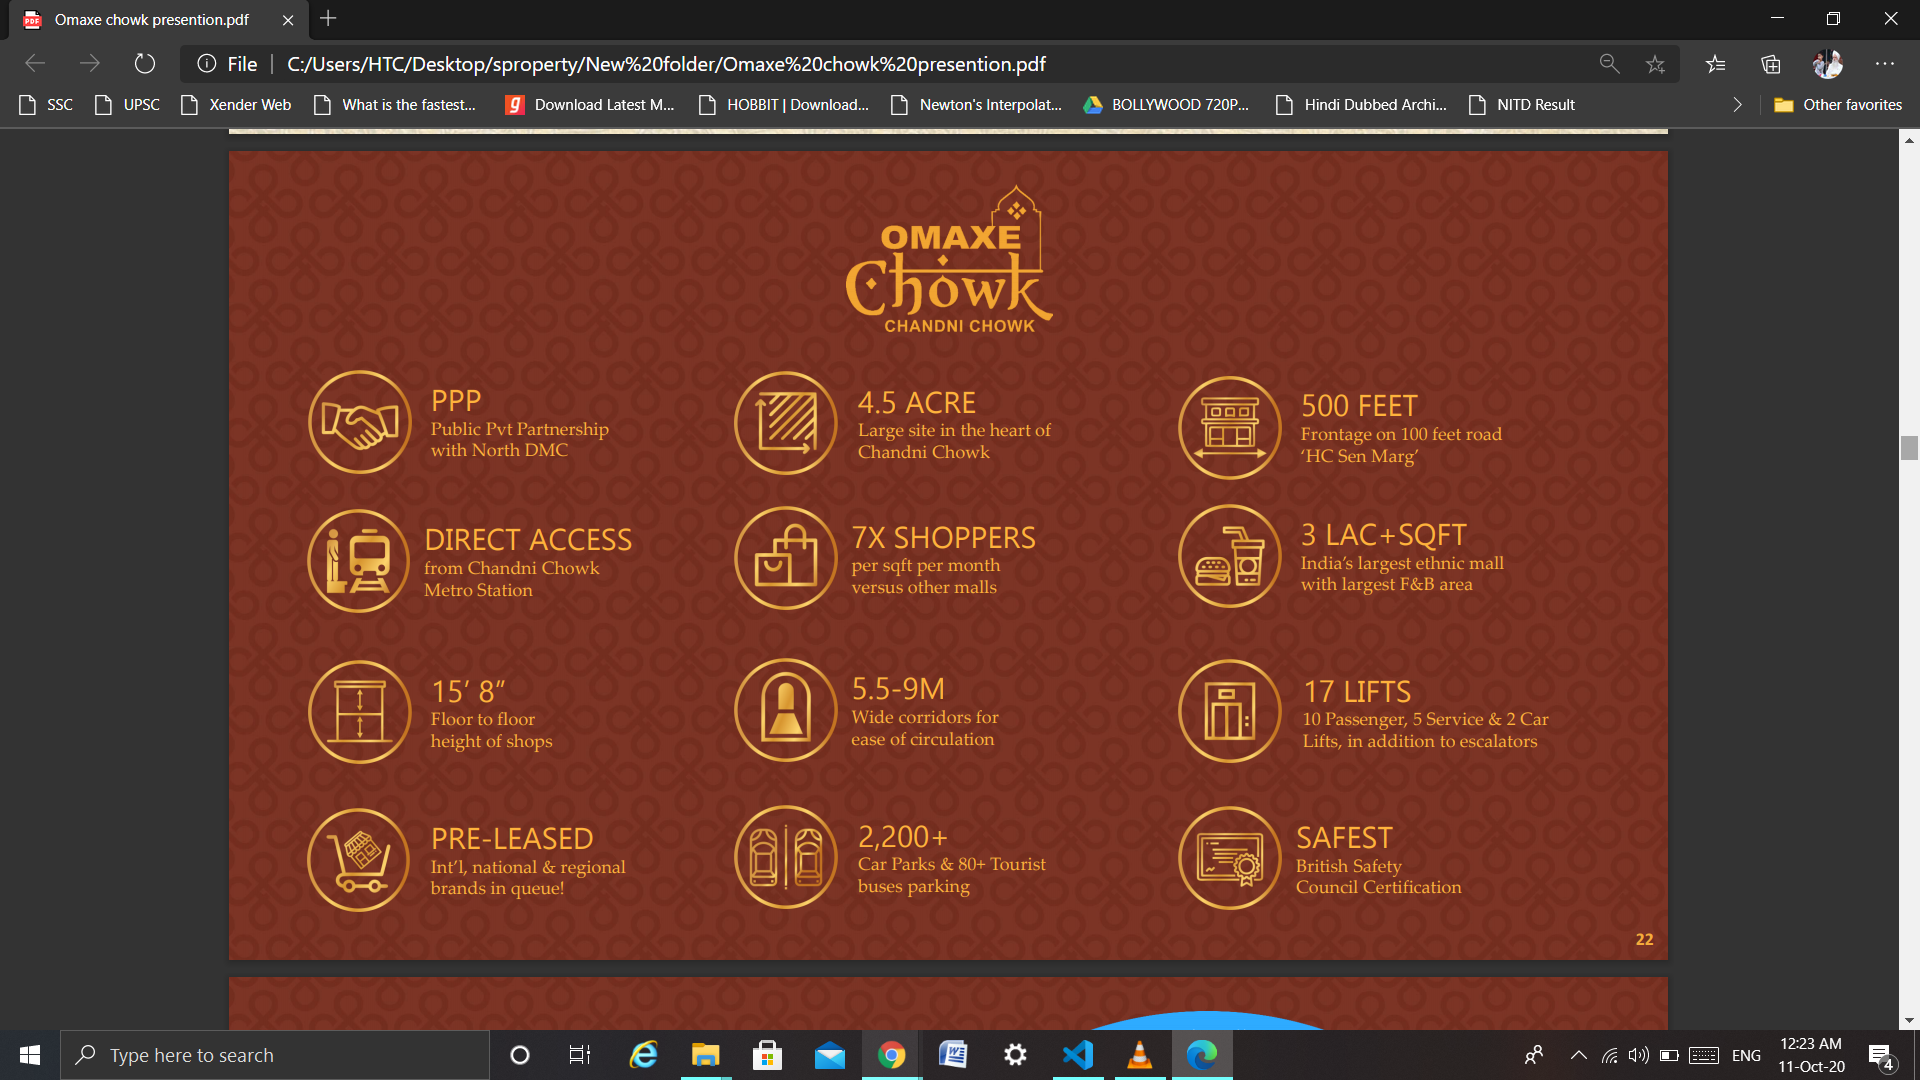 Omaxe chowk presention.pdf
File
C:/Users/HTC/Desktop/sproperty/New%20folder/Omaxe%20chowk%20presention.pdf
SSC
UPSC
Xender Web
What is the fastest...
Download Latest M...
HOBBIT | Download...
Newton's Interpolat...
BOLLYWOOD 720P...
Hindi Dubbed Archi...
NITD Result
Other favorites
OMAXE
Chowk
CHANDNI CHOWK
PPP
Public Pvt Partnership
with North DMC
4.5 ACRE
Large site in the heart of
Chandni Chowk
500 FEET
Frontage on 100 feet road
‘HC Sen Marg’
DIRECT ACCESS
from Chandni Chowk
Metro Station
7X SHOPPERS
per sqft per month
versus other malls
3 LAC+SQFT
India’s largest ethnic mall
with largest F&B area
15’ 8”
Floor to floor
height of shops
5.5-9M
Wide corridors for
ease of circulation
17 LIFTS
10 Passenger, 5 Service & 2 Car
Lifts, in addition to escalators
PRE-LEASED
Int’l, national & regional
brands in queue!
2,200+
Car Parks & 80+ Tourist
buses parking
SAFEST
British Safety
Council Certification
22
Type here to search
ENG
12:23 AM
11-Oct-20
4